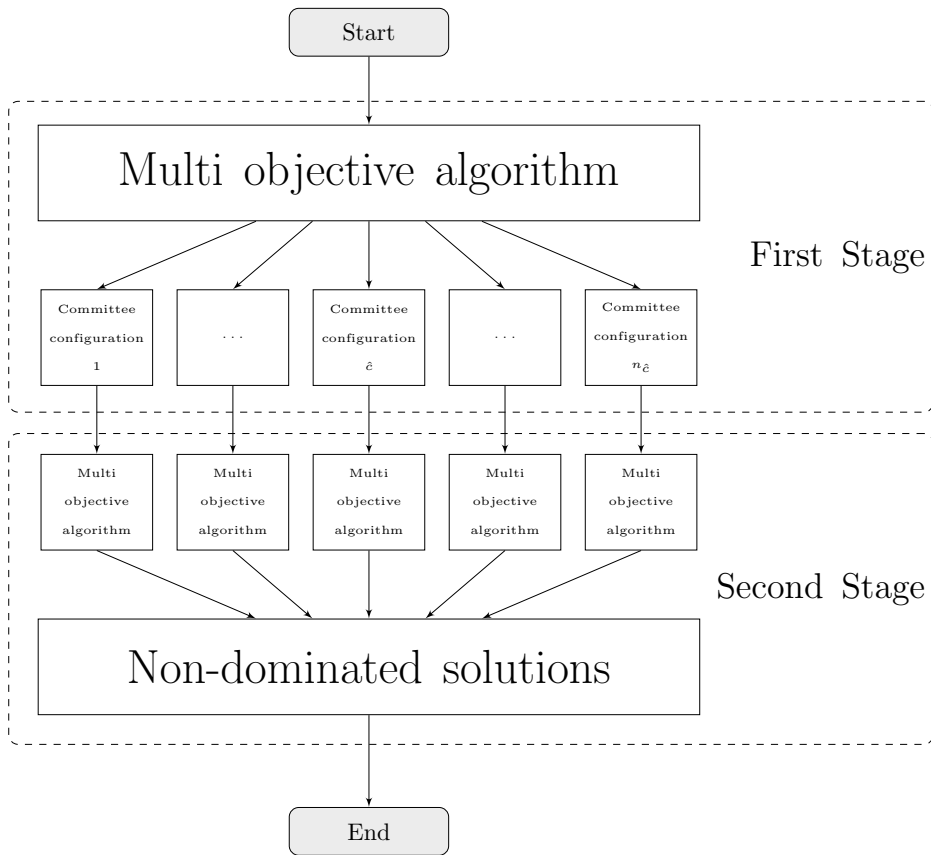 Start
Multi objective algorithm
First Stage
Committee
configuration
1
. . .
Committee
configuration
ĉ
. . .
Committee
configuration
n_ĉ
Multi
objective
algorithm
Multi
objective
algorithm
Multi
objective
algorithm
Multi
objective
algorithm
Multi
objective
algorithm
Second Stage
Non-dominated solutions
End